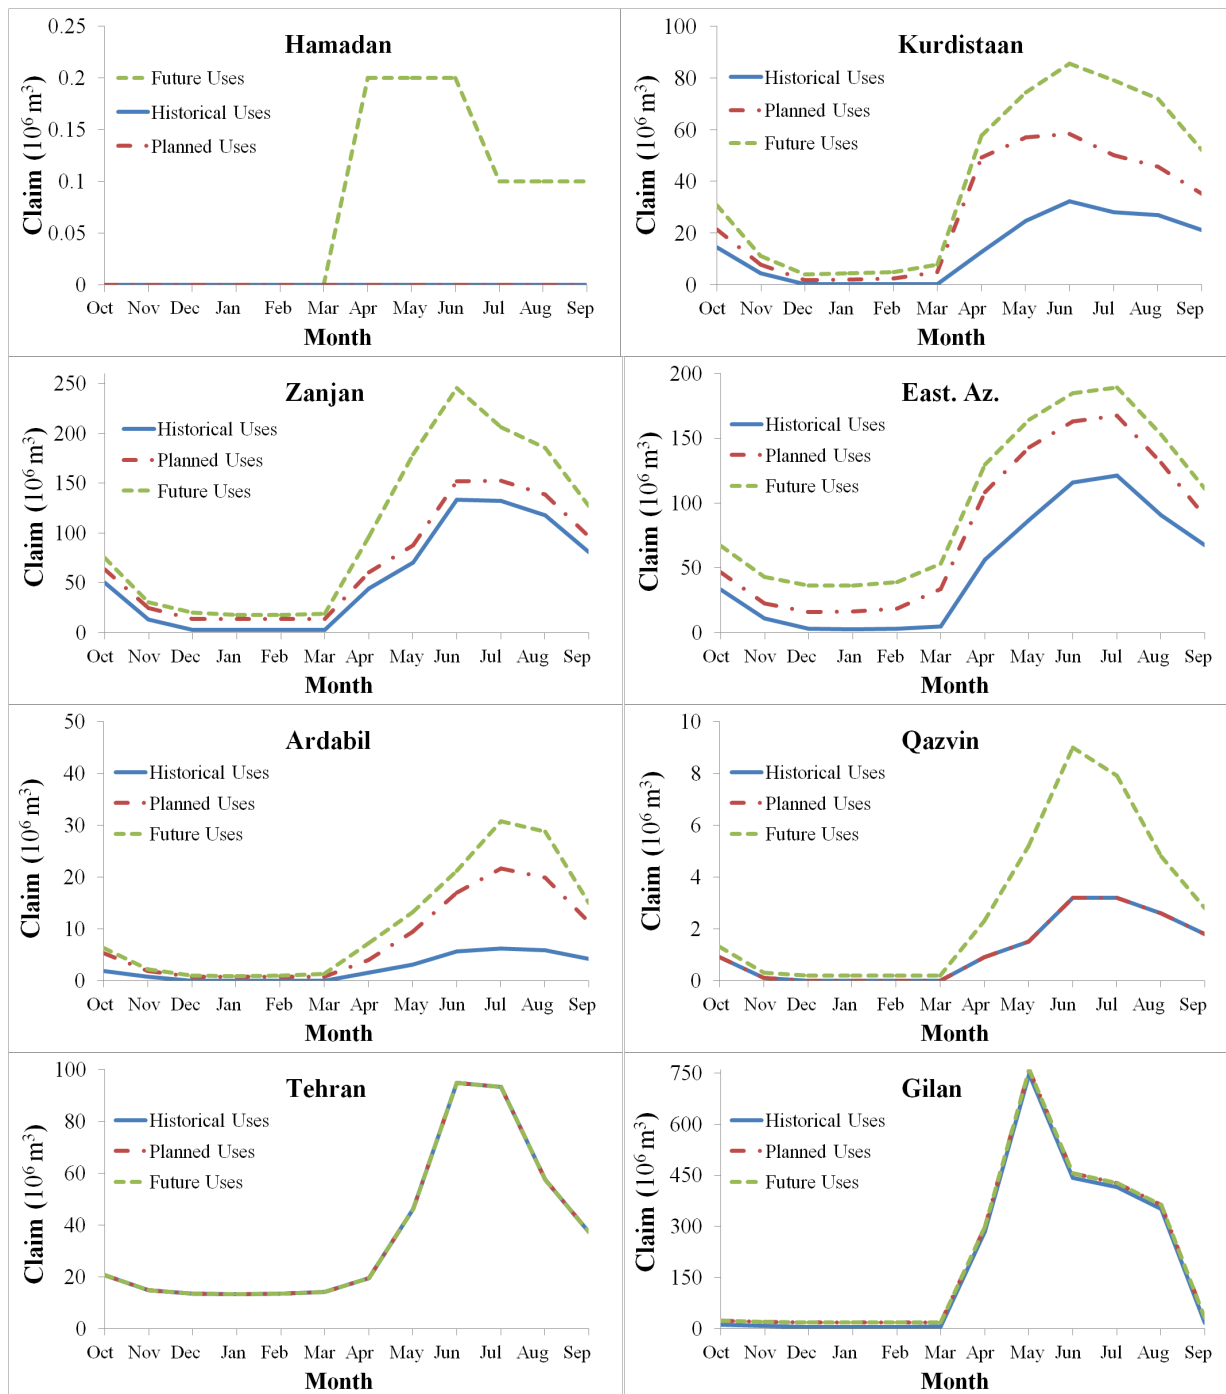 Hamadan
Claim (10⁶ m³)
0.25
0.2
0.15
0.1
0.05
0
Future Uses
Historical Uses
Planned Uses
Oct Nov Dec Jan Feb Mar Apr May Jun Jul Aug Sep
Month
Kurdistaan
Claim (10⁶ m³)
100
80
60
40
20
0
Historical Uses
Planned Uses
Future Uses
Oct Nov Dec Jan Feb Mar Apr May Jun Jul Aug Sep
Month
Zanjan
Claim (10⁶ m³)
250
200
150
100
50
0
Historical Uses
Planned Uses
Future Uses
Oct Nov Dec Jan Feb Mar Apr May Jun Jul Aug Sep
Month
East. Az.
Claim (10⁶ m³)
200
150
100
50
0
Historical Uses
Planned Uses
Future Uses
Oct Nov Dec Jan Feb Mar Apr May Jun Jul Aug Sep
Month
Ardabil
Claim (10⁶ m³)
50
40
30
20
10
0
Historical Uses
Planned Uses
Future Uses
Oct Nov Dec Jan Feb Mar Apr May Jun Jul Aug Sep
Month
Qazvin
Claim (10⁶ m³)
10
8
6
4
2
0
Historical Uses
Planned Uses
Future Uses
Oct Nov Dec Jan Feb Mar Apr May Jun Jul Aug Sep
Month
Tehran
Claim (10⁶ m³)
100
80
60
40
20
0
Historical Uses
Planned Uses
Future Uses
Oct Nov Dec Jan Feb Mar Apr May Jun Jul Aug Sep
Month
Gilan
Claim (10⁶ m³)
750
600
450
300
150
0
Historical Uses
Planned Uses
Future Uses
Oct Nov Dec Jan Feb Mar Apr May Jun Jul Aug Sep
Month